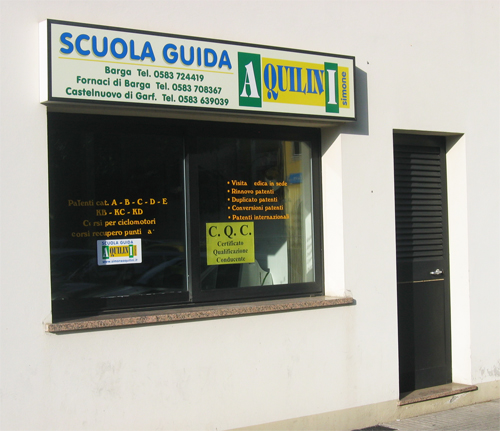 SCUOLA GUIDA
AQUILINI
simone
Barga Tel. 0583 724419
Fornaci di Barga Tel. 0583 708367
Castelnuovo di Garf. Tel. 0583 639039
PaTenti caT. A - B - C - D - E
KB - KC - KD
C si per ciclomotori
corsi recupero punti a
SCUOLA GUIDA
AQUILINI
• Visita edica in sede
• Rinnovo patenti
• Duplicato patenti
• Conversioni patenti
• Patenti internazionali
C. Q. C.
Certificato
Qualificazione
Conducente